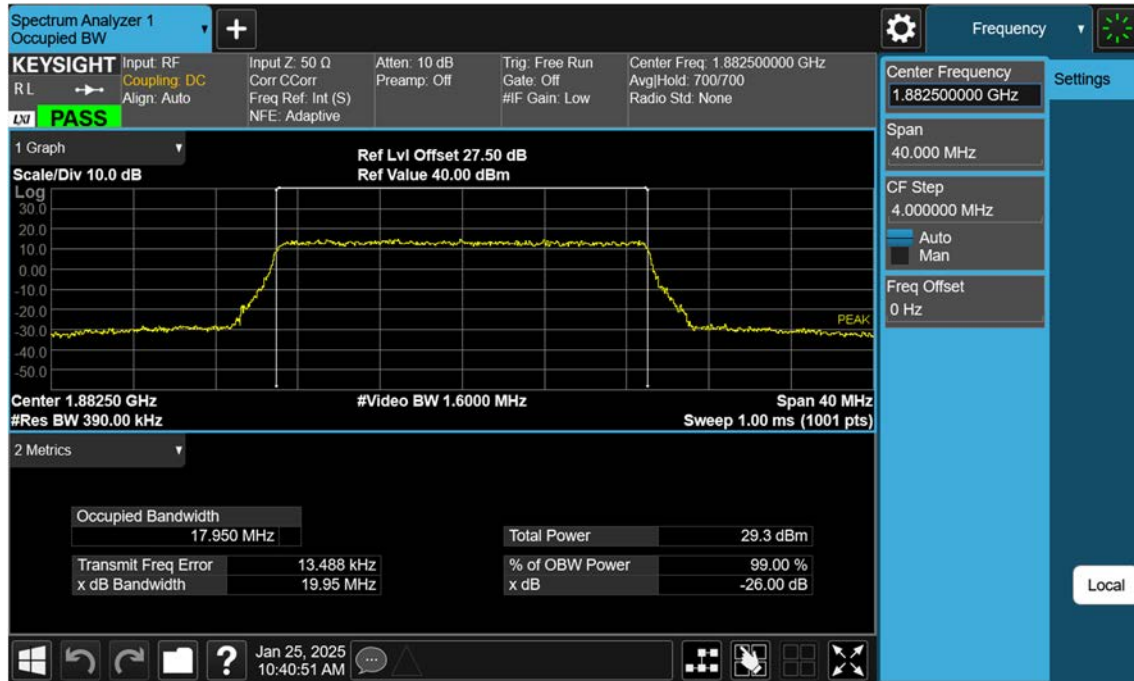 Spectrum Analyzer 1
Occupied BW
+
Frequency
KEYSIGHT
RL
LXI PASS
Input: RF
Coupling: DC
Align: Auto
Input Z: 50 Ω
Corr CCorr
Freq Ref: Int (S)
NFE: Adaptive
Atten: 10 dB
Preamp: Off
Trig: Free Run
Gate: Off
#IF Gain: Low
Center Freq: 1.882500000 GHz
Avg|Hold: 700/700
Radio Std: None
Center Frequency
1.882500000 GHz
Settings
Span
40.000 MHz
CF Step
4.000000 MHz
Auto
Man
Freq Offset
0 Hz
Local
1 Graph
Scale/Div 10.0 dB
Ref Lvl Offset 27.50 dB
Ref Value 40.00 dBm
Log
30.0
20.0
10.0
0.00
-10.0
-20.0
-30.0
-40.0
-50.0
PEAK
Center 1.88250 GHz
#Video BW 1.6000 MHz
Span 40 MHz
#Res BW 390.00 kHz
Sweep 1.00 ms (1001 pts)
2 Metrics
Occupied Bandwidth
17.950 MHz
Total Power 29.3 dBm
Transmit Freq Error 13.488 kHz
% of OBW Power 99.00 %
x dB Bandwidth 19.95 MHz
x dB -26.00 dB
?
Jan 25, 2025
10:40:51 AM